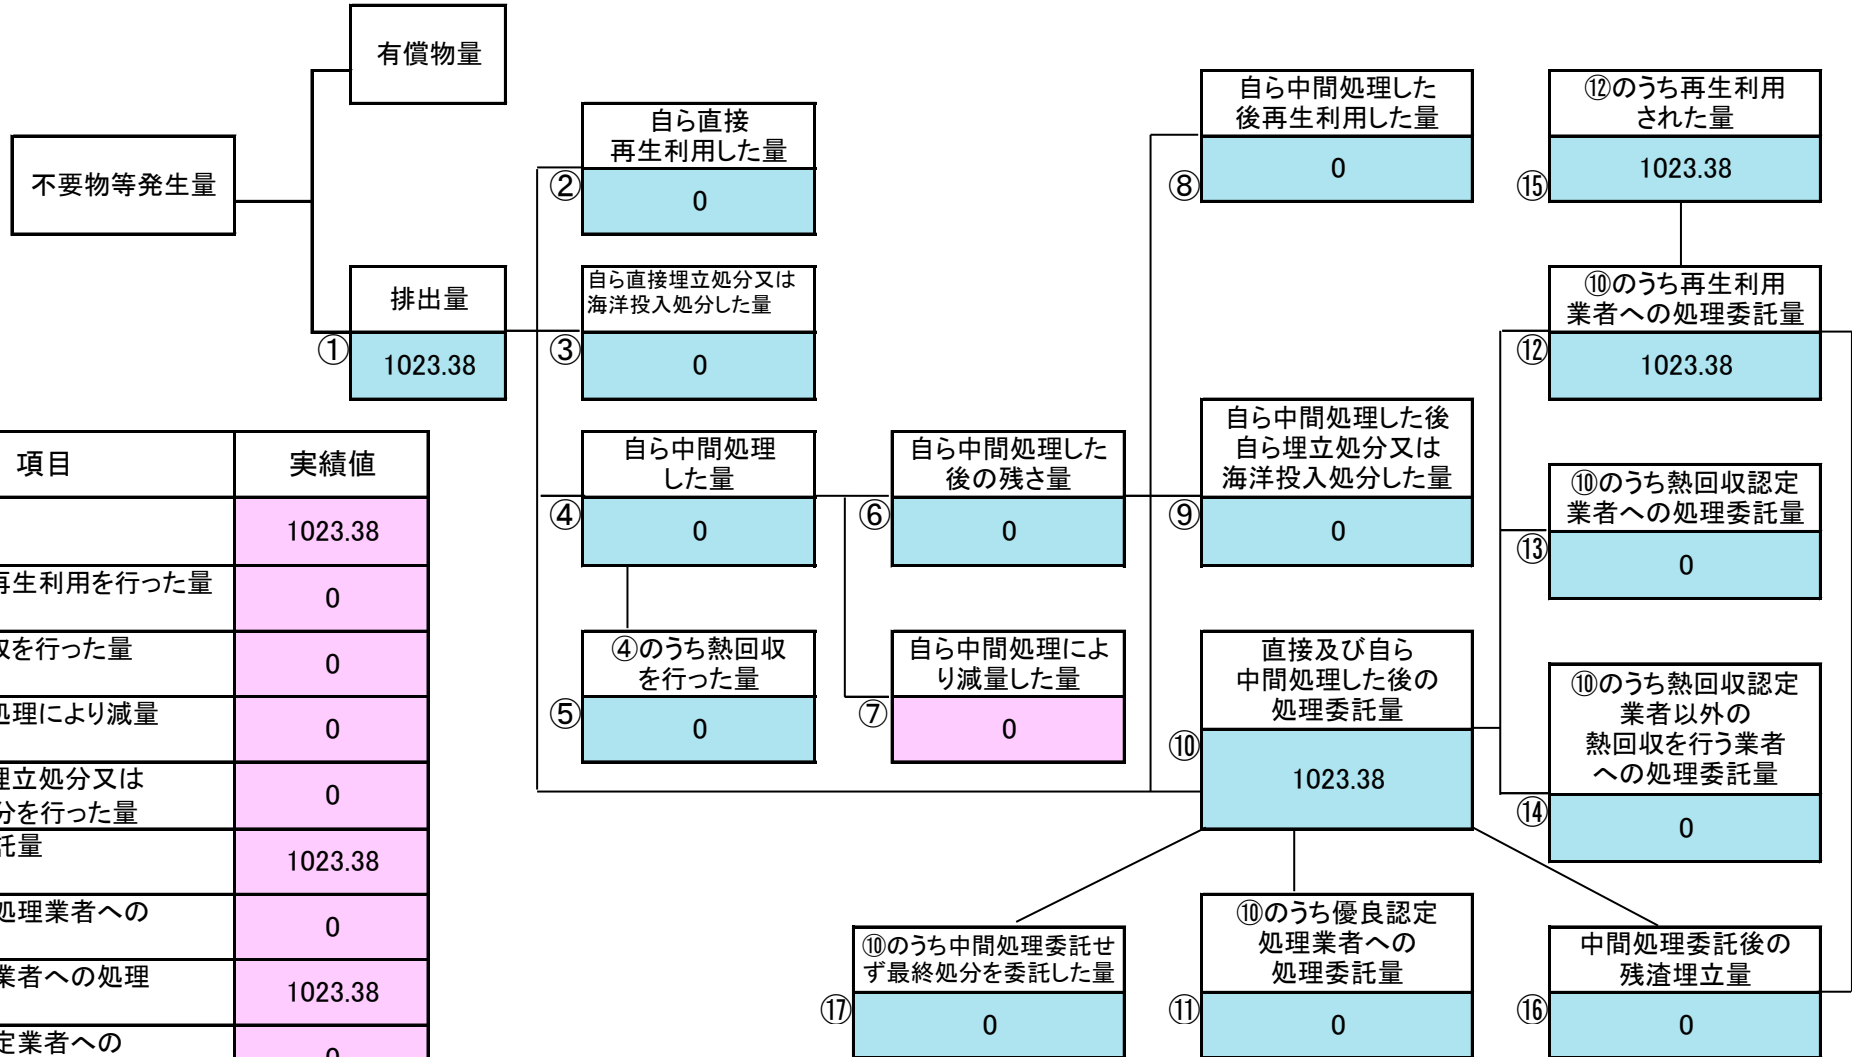 有償物量
不要物等発生量
排出量
①
1023.38
自ら直接
再生利用した量
②
0
自ら直接埋立処分又は
海洋投入処分した量
③
0
自ら中間処理
した量
④
0
④のうち熱回収
を行った量
⑤
0
自ら中間処理した
後の残さ量
⑥
0
自ら中間処理によ
り減量した量
⑦
0
自ら中間処理した
後再生利用した量
⑧
0
自ら中間処理した後
自ら埋立処分又は
海洋投入処分した量
⑨
0
直接及び自ら
中間処理した後の
処理委託量
⑩
1023.38
⑫のうち再生利用
された量
⑮
1023.38
⑩のうち再生利用
業者への処理委託量
⑫
1023.38
⑩のうち熱回収認定
業者への処理委託量
⑬
0
⑩のうち熱回収認定
業者以外の
熱回収を行う業者
への処理委託量
⑭
0
⑩のうち中間処理委託せ
ず最終処分を委託した量
⑰
0
⑩のうち優良認定
処理業者への
処理委託量
⑪
0
中間処理委託後の
残渣埋立量
⑯
0
項目 実績値
1023.38
再生利用を行った量
0
を行った量
0
処理により減量
0
埋立処分又は
分を行った量
0
託量
1023.38
処理業者への
0
業者への処理
1023.38
定業者への
0